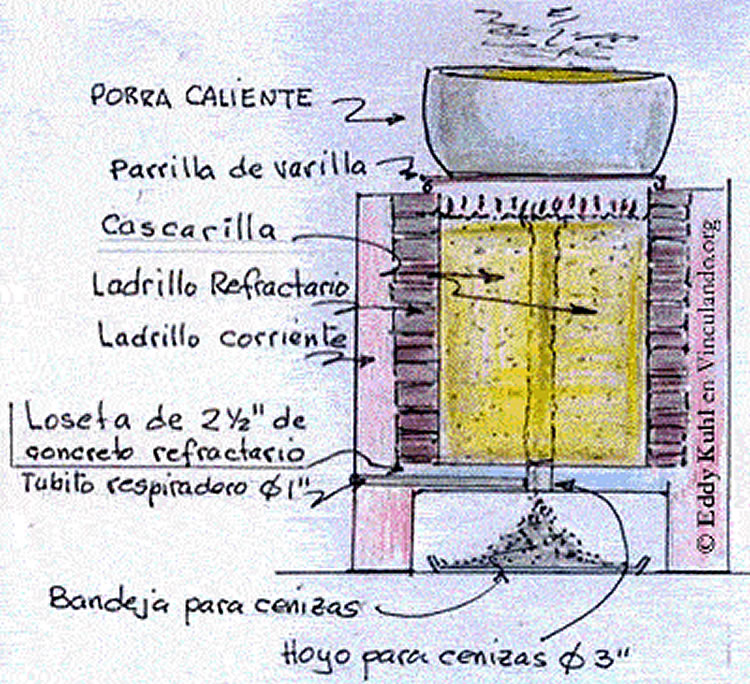 PORRA CALIENTE
Parrilla de varilla
Cascarilla
Ladrillo Refractario
Ladrillo corriente
Loseta de 2½" de
concreto refractario
Tubito respiradero Ø1"
Bandeja para cenizas
Hoyo para cenizas Ø 3"
© Eddy Kuhl en Vinculando.org